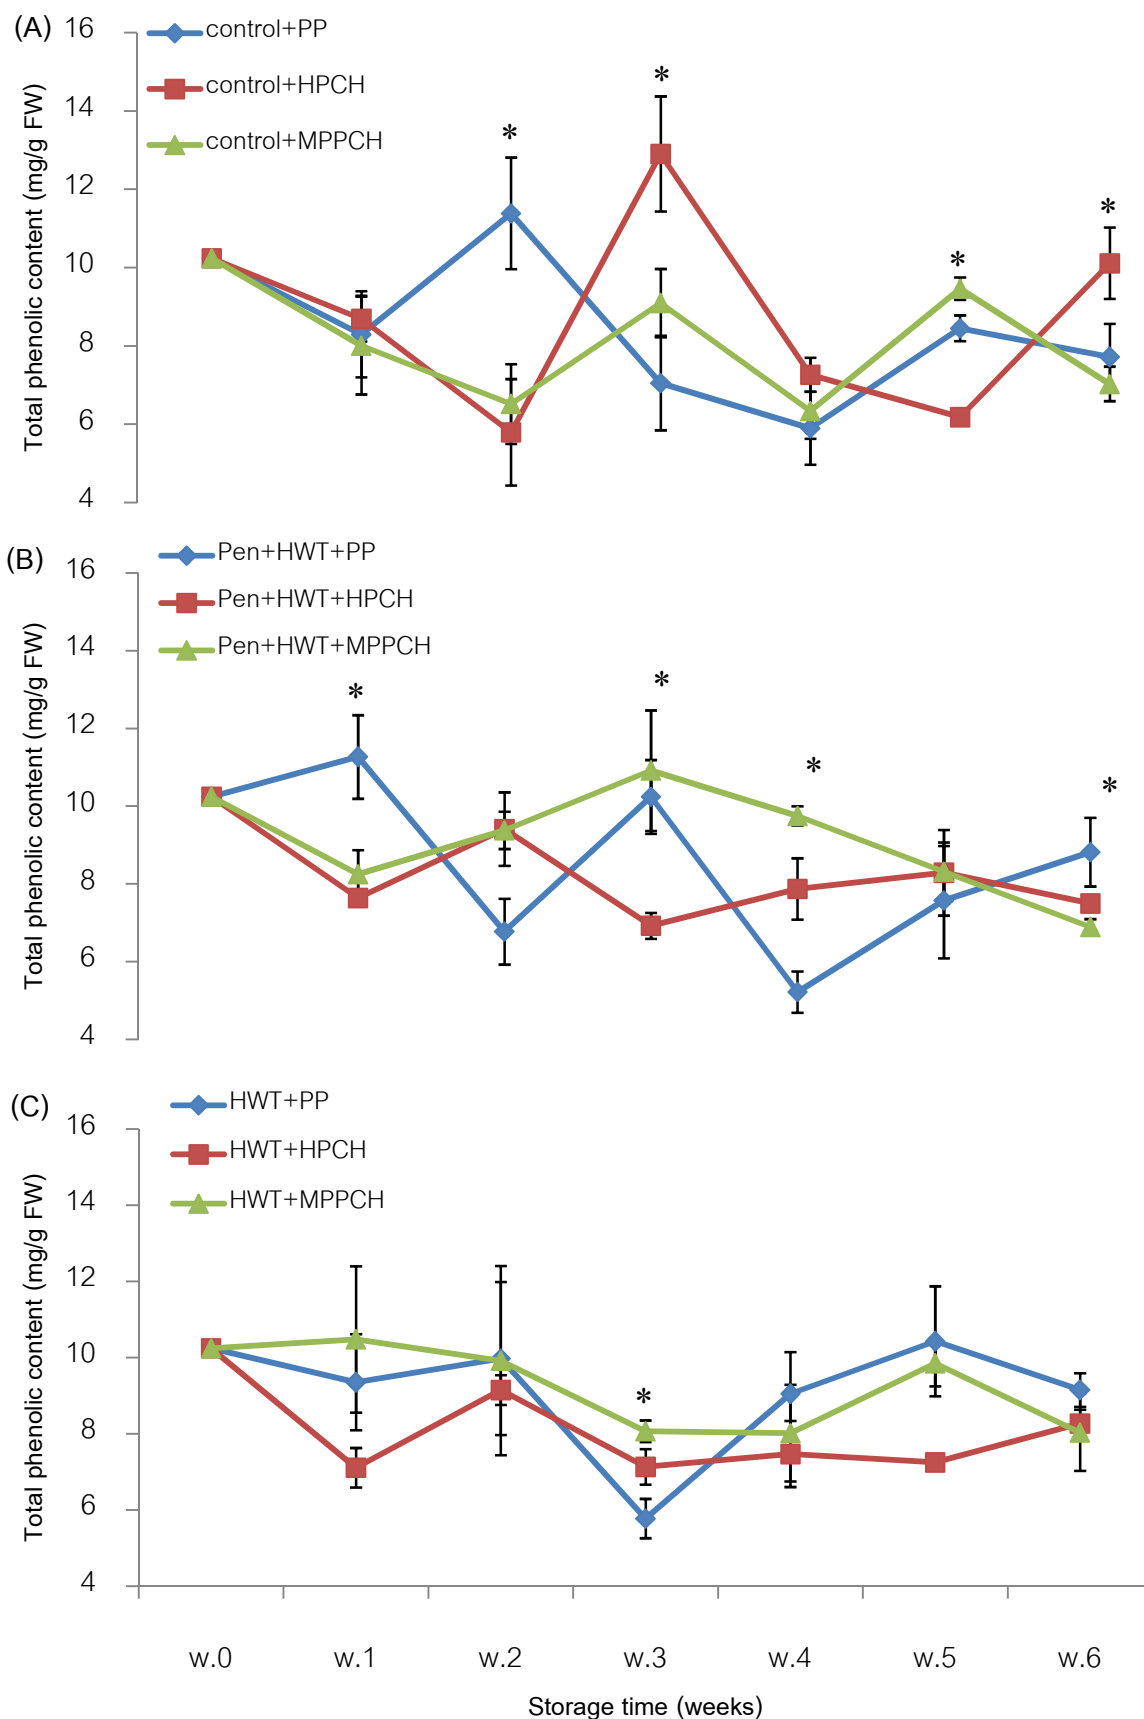 (A)
16
14
12
10
8
6
4
Total phenolic content (mg/g FW)
control+PP
control+HPCH
control+MPPCH
*
*
*
*
(B)
16
14
12
10
8
6
4
Total phenolic content (mg/g FW)
Pen+HWT+PP
Pen+HWT+HPCH
Pen+HWT+MPPCH
*
*
*
*
(C)
16
14
12
10
8
6
4
Total phenolic content (mg/g FW)
HWT+PP
HWT+HPCH
HWT+MPPCH
*
w.0 w.1 w.2 w.3 w.4 w.5 w.6
Storage time (weeks)